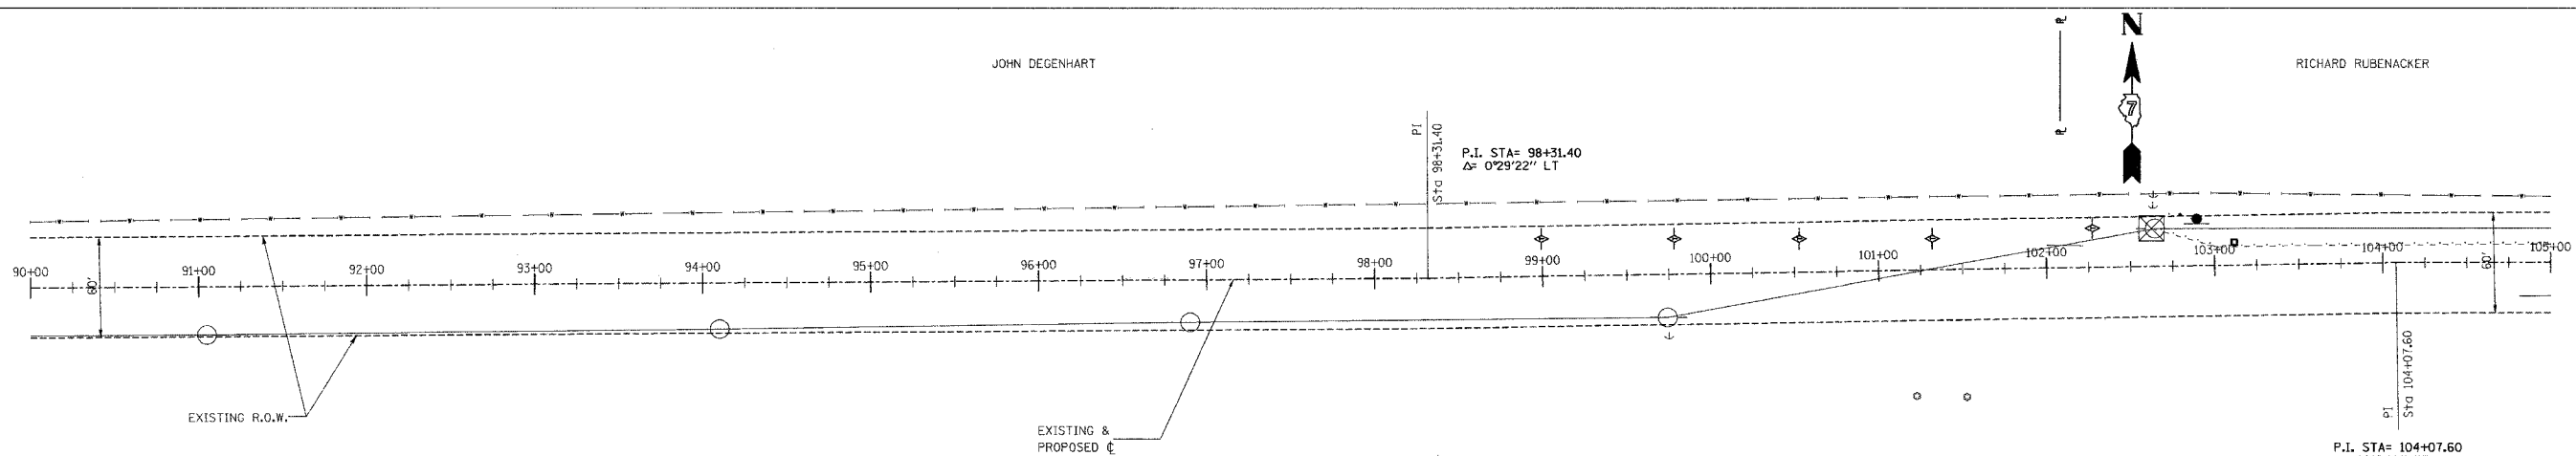 JOHN DEGENHART
RICHARD RUBENACKER
N
7
PL
PL
PI
Sta 98+31.40
P.I. STA= 98+31.40
Δ= 0°29'22" LT
90+00
91+00
92+00
93+00
94+00
95+00
96+00
97+00
98+00
99+00
100+00
101+00
102+00
103+00
104+00
105+00
60'
60'
EXISTING R.O.W.
EXISTING &
PROPOSED ℄
PI
Sta 104+07.60
P.I. STA= 104+07.60